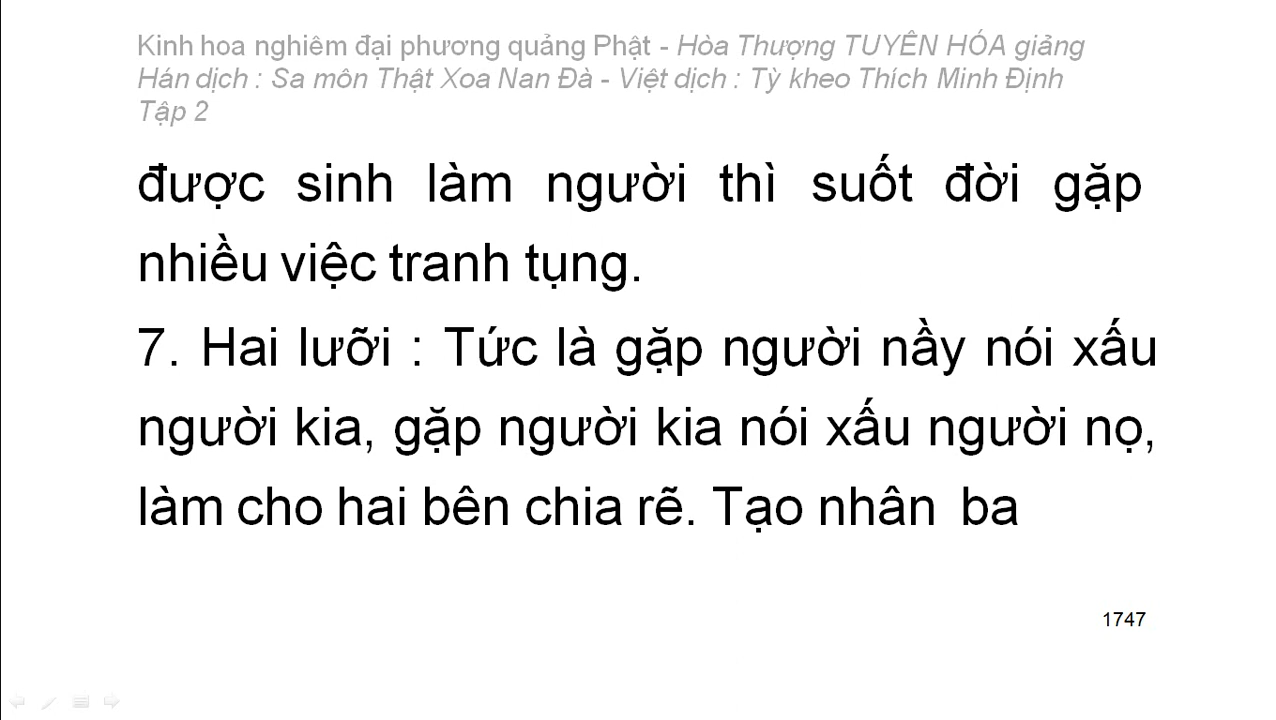 Kinh hoa nghiêm đại phương quảng Phật - Hòa Thượng TUYÊN HÓA giảng
Hán dịch : Sa môn Thật Xoa Nan Đà - Việt dịch : Tỳ kheo Thích Minh Định
Tập 2
được sinh làm người thì suốt đời gặp
nhiều việc tranh tụng.
7. Hai lưỡi : Tức là gặp người nầy nói xấu
người kia, gặp người kia nói xấu người nọ,
làm cho hai bên chia rẽ. Tạo nhân ba
1747